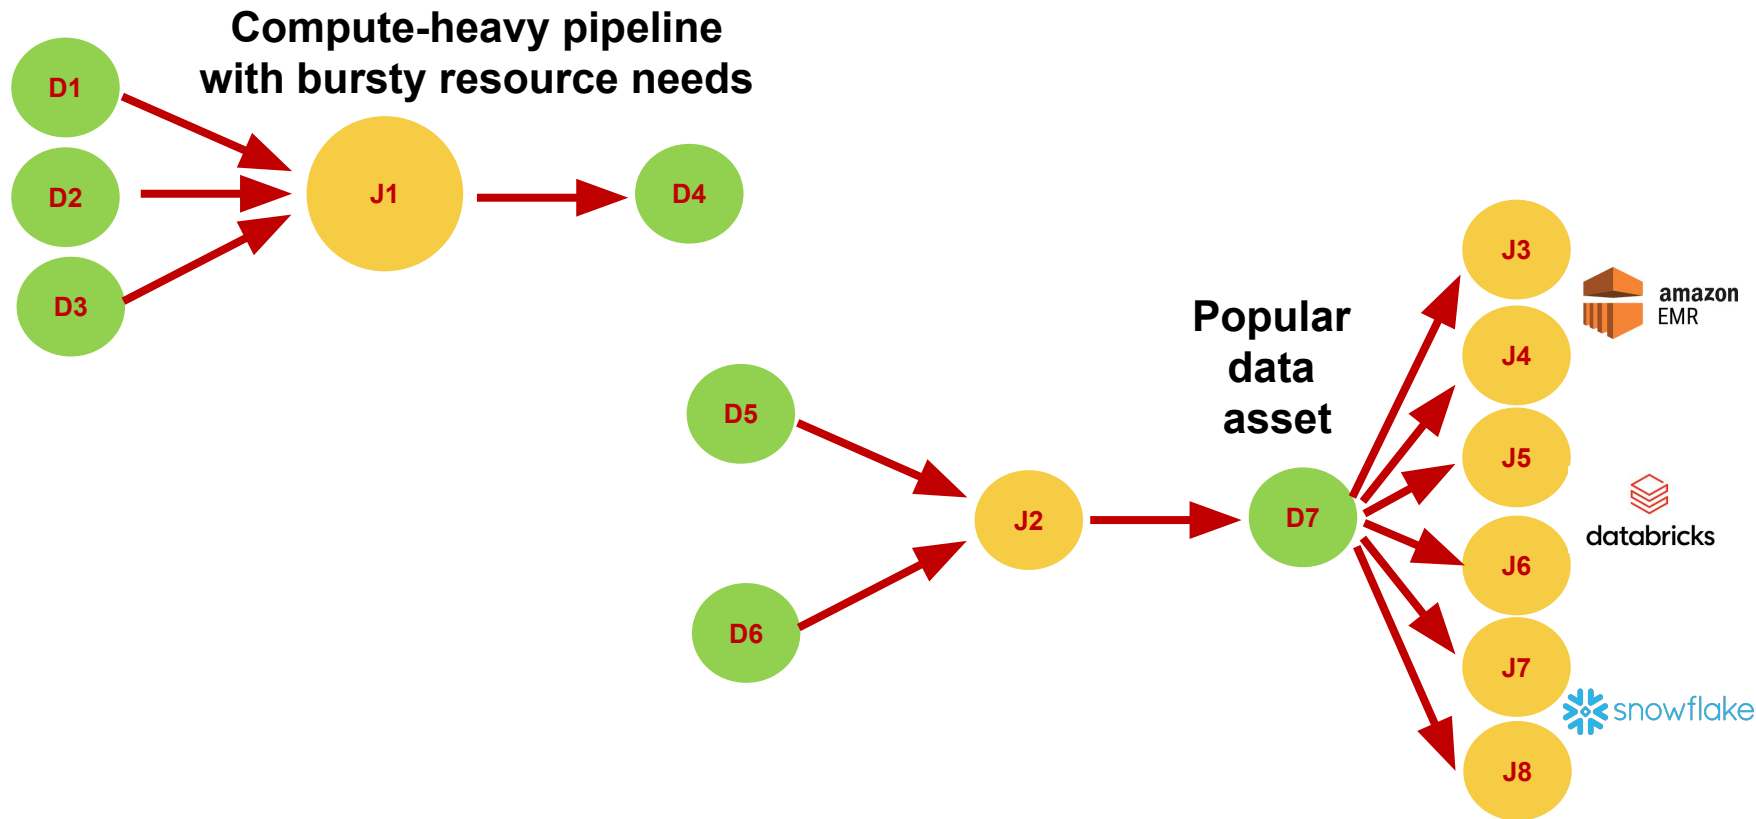 Compute-heavy pipeline
with bursty resource needs
D1
D2
D3
J1
D4
D5
D6
J2
Popular
data
asset
D7
J3
J4
J5
J6
J7
J8
amazon
EMR
databricks
snowflake